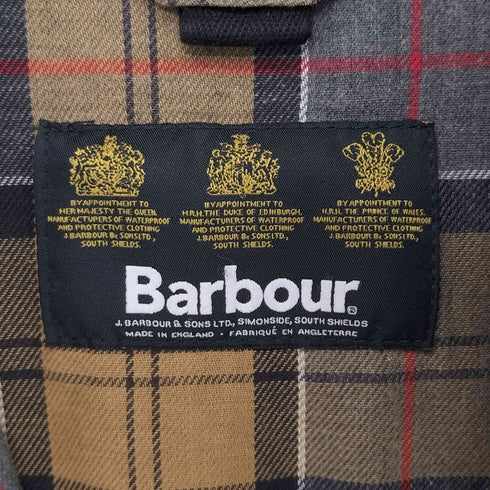 BY APPOINTMENT TO
HER MAJESTY THE QUEEN
MANUFACTURERS OF WATERPROOF
AND PROTECTIVE CLOTHING
J. BARBOUR & SONS LTD.,
SOUTH SHIELDS.
BY APPOINTMENT TO
H.R.H. THE DUKE OF EDINBURGH,
MANUFACTURERS OF WATERPROOF
AND PROTECTIVE CLOTHING
J. BARBOUR & SONS LTD.,
SOUTH SHIELDS.
BY APPOINTMENT TO
H.R.H. THE PRINCE OF WALES,
MANUFACTURERS OF WATERPROOF
AND PROTECTIVE CLOTHING
J. BARBOUR & SONS LTD.,
SOUTH SHIELDS.
Barbour®
J. BARBOUR & SONS LTD., SIMONSIDE, SOUTH SHIELDS
MADE IN ENGLAND • FABRIQUÉ EN ANGLETERRE